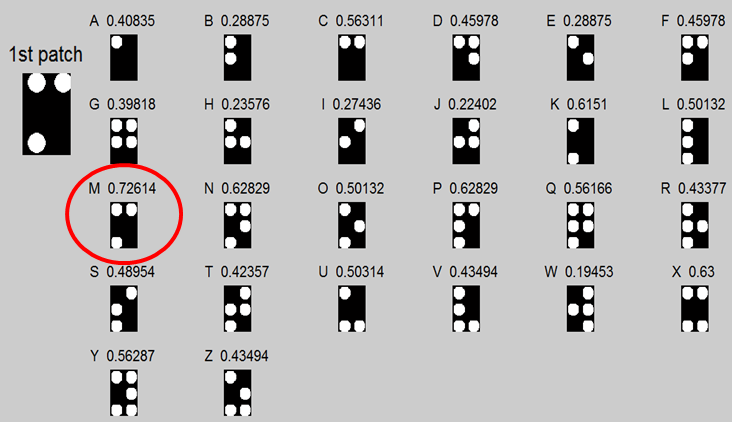 A 0.40835 B 0.28875 C 0.56311 D 0.45978 E 0.28875 F 0.45978
1st patch
G 0.39818 H 0.23576 I 0.27436 J 0.22402 K 0.6151 L 0.50132
M 0.72614 N 0.62829 O 0.50132 P 0.62829 Q 0.56166 R 0.43377
S 0.48954 T 0.42357 U 0.50314 V 0.43494 W 0.19453 X 0.63
Y 0.56287 Z 0.43494